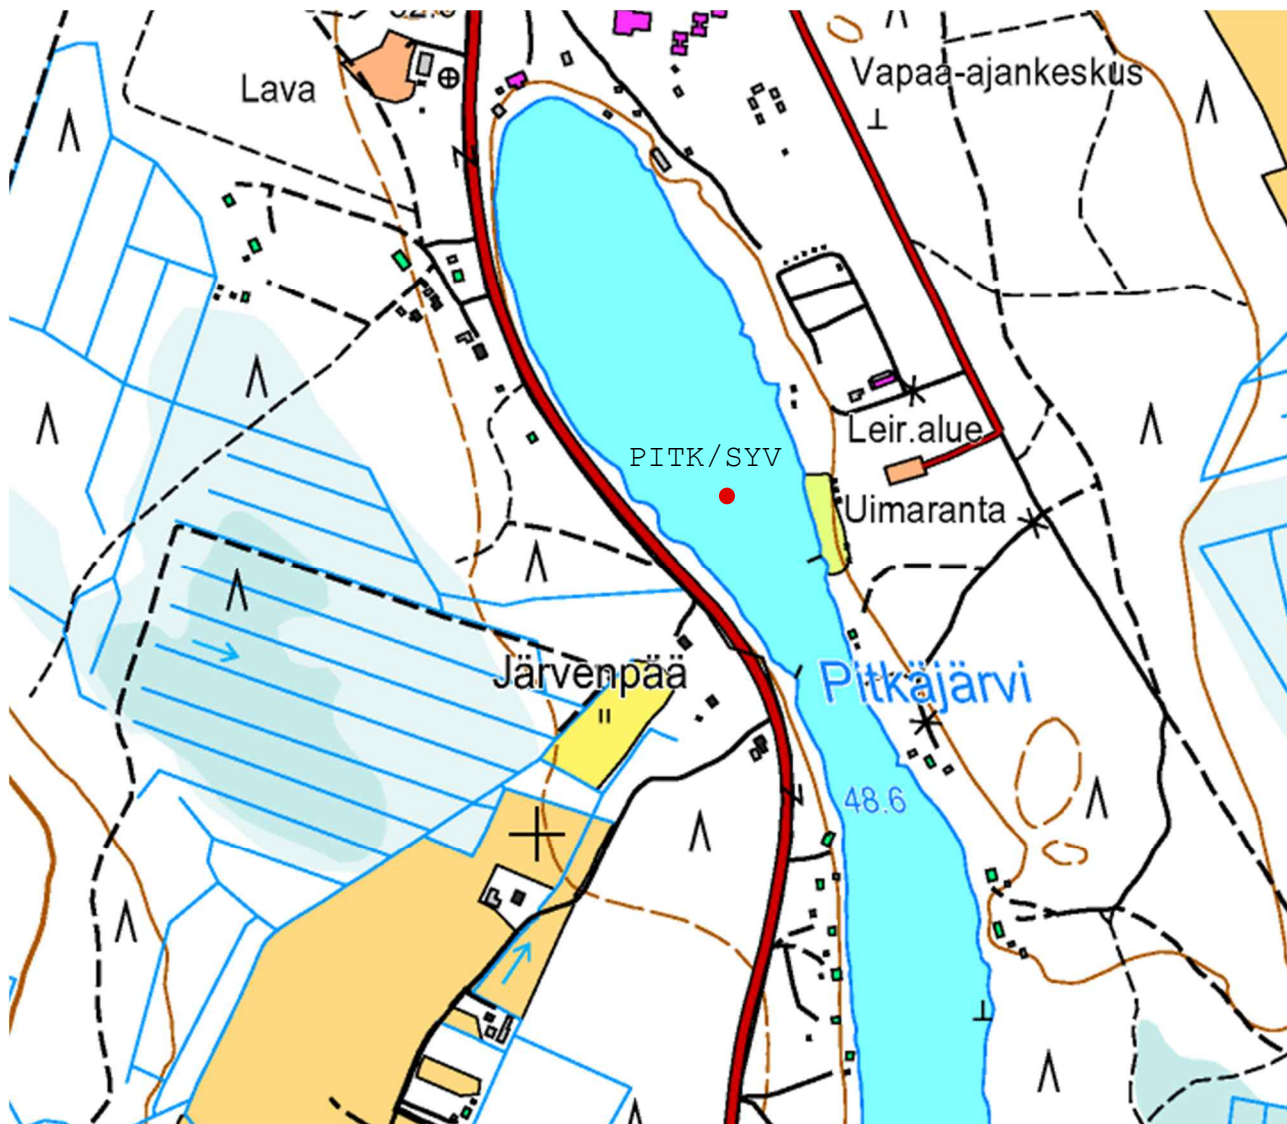 Lava
Vapaa-ajankeskus
Leir.alue
PITK/SYV
Uimaranta
Järvenpää
Pitkäjärvi
48.6